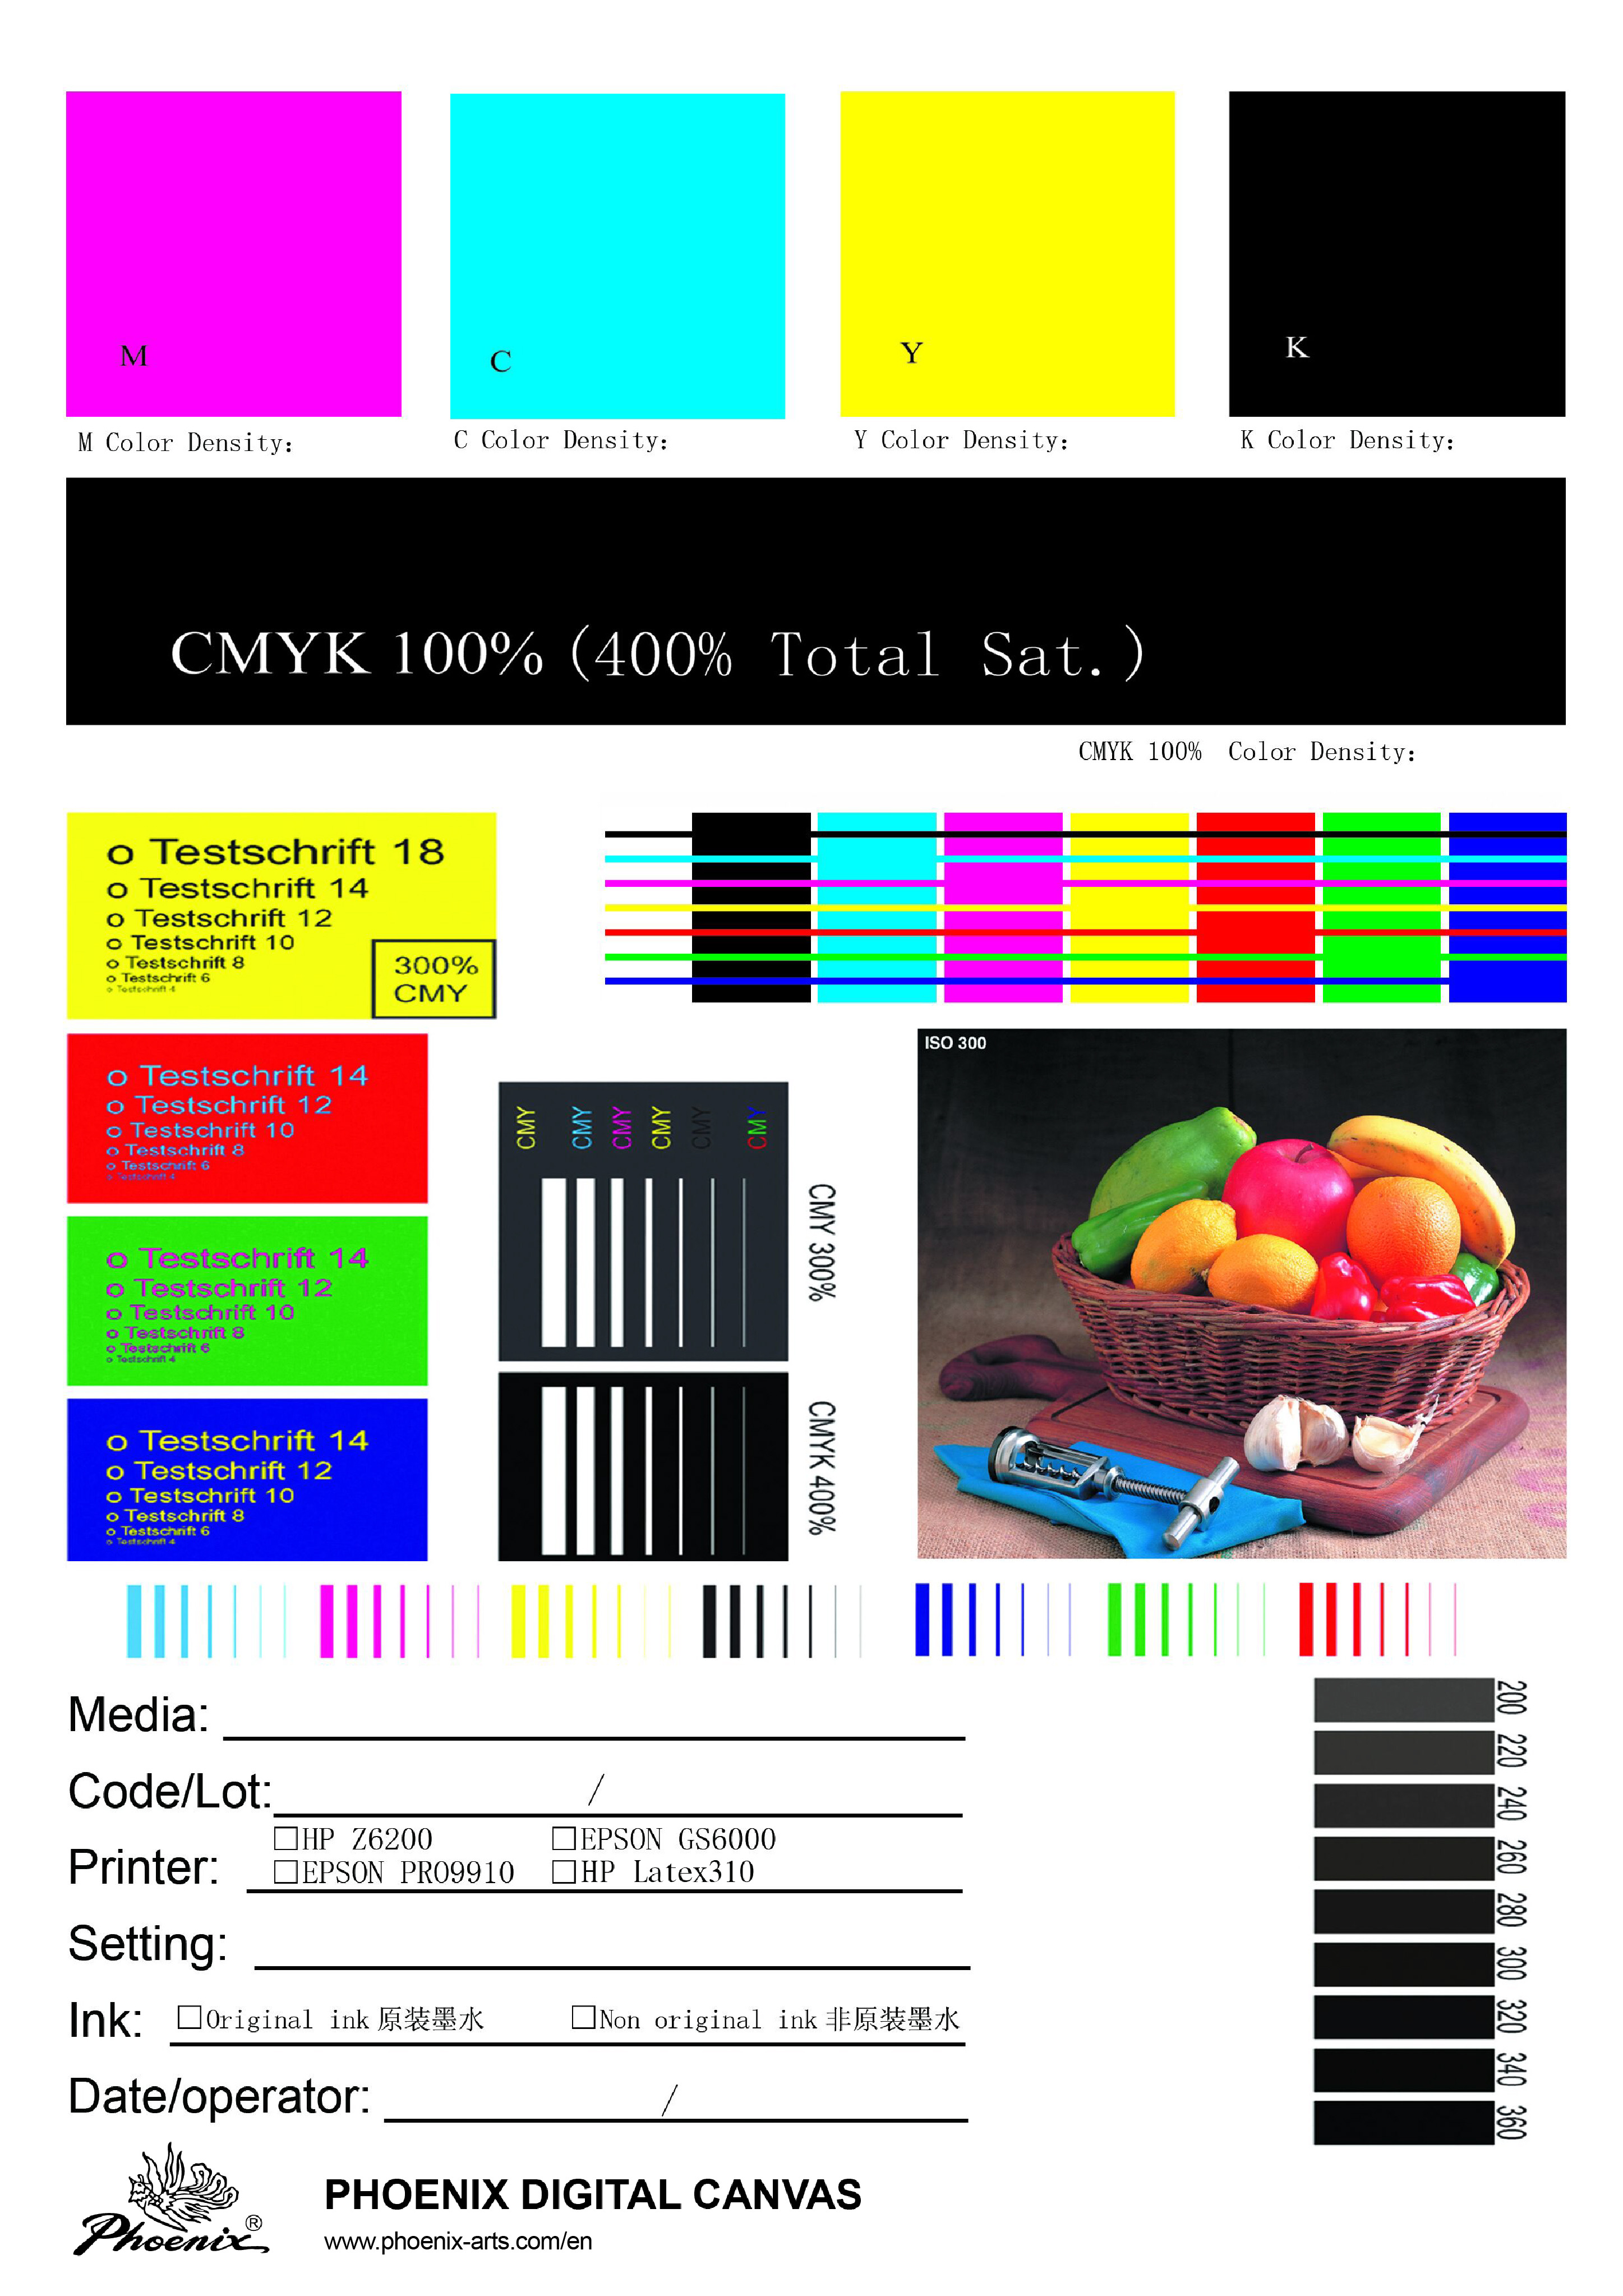 M
C
Y
K
M Color Density:
C Color Density:
Y Color Density:
K Color Density:
CMYK 100% (400% Total Sat.)
CMYK 100% Color Density:
o Testschrift 18
o Testschrift 14
o Testschrift 12
o Testschrift 10
o Testschrift 8
o Testschrift 6
o Testschrift 4
300%
CMY
o Testschrift 14
o Testschrift 12
o Testschrift 10
o Testschrift 8
o Testschrift 6
o Testschrift 4
o Testschrift 14
o Testschrift 12
o Testschrift 10
o Testschrift 8
o Testschrift 6
o Testschrift 4
o Testschrift 14
o Testschrift 12
o Testschrift 10
o Testschrift 8
o Testschrift 6
o Testschrift 4
CMY
CMY
CMY
CMY
CMY
CMY
CMY 300%
CMYK 400%
ISO 300
Media:
Code/Lot: /
Printer:
□HP Z6200 □EPSON GS6000
□EPSON PRO9910 □HP Latex310
Setting:
Ink: □Original ink 原装墨水 □Non original ink 非原装墨水
Date/operator: /
200
220
240
260
280
300
320
340
360
Phoenix®
PHOENIX DIGITAL CANVAS
www.phoenix-arts.com/en